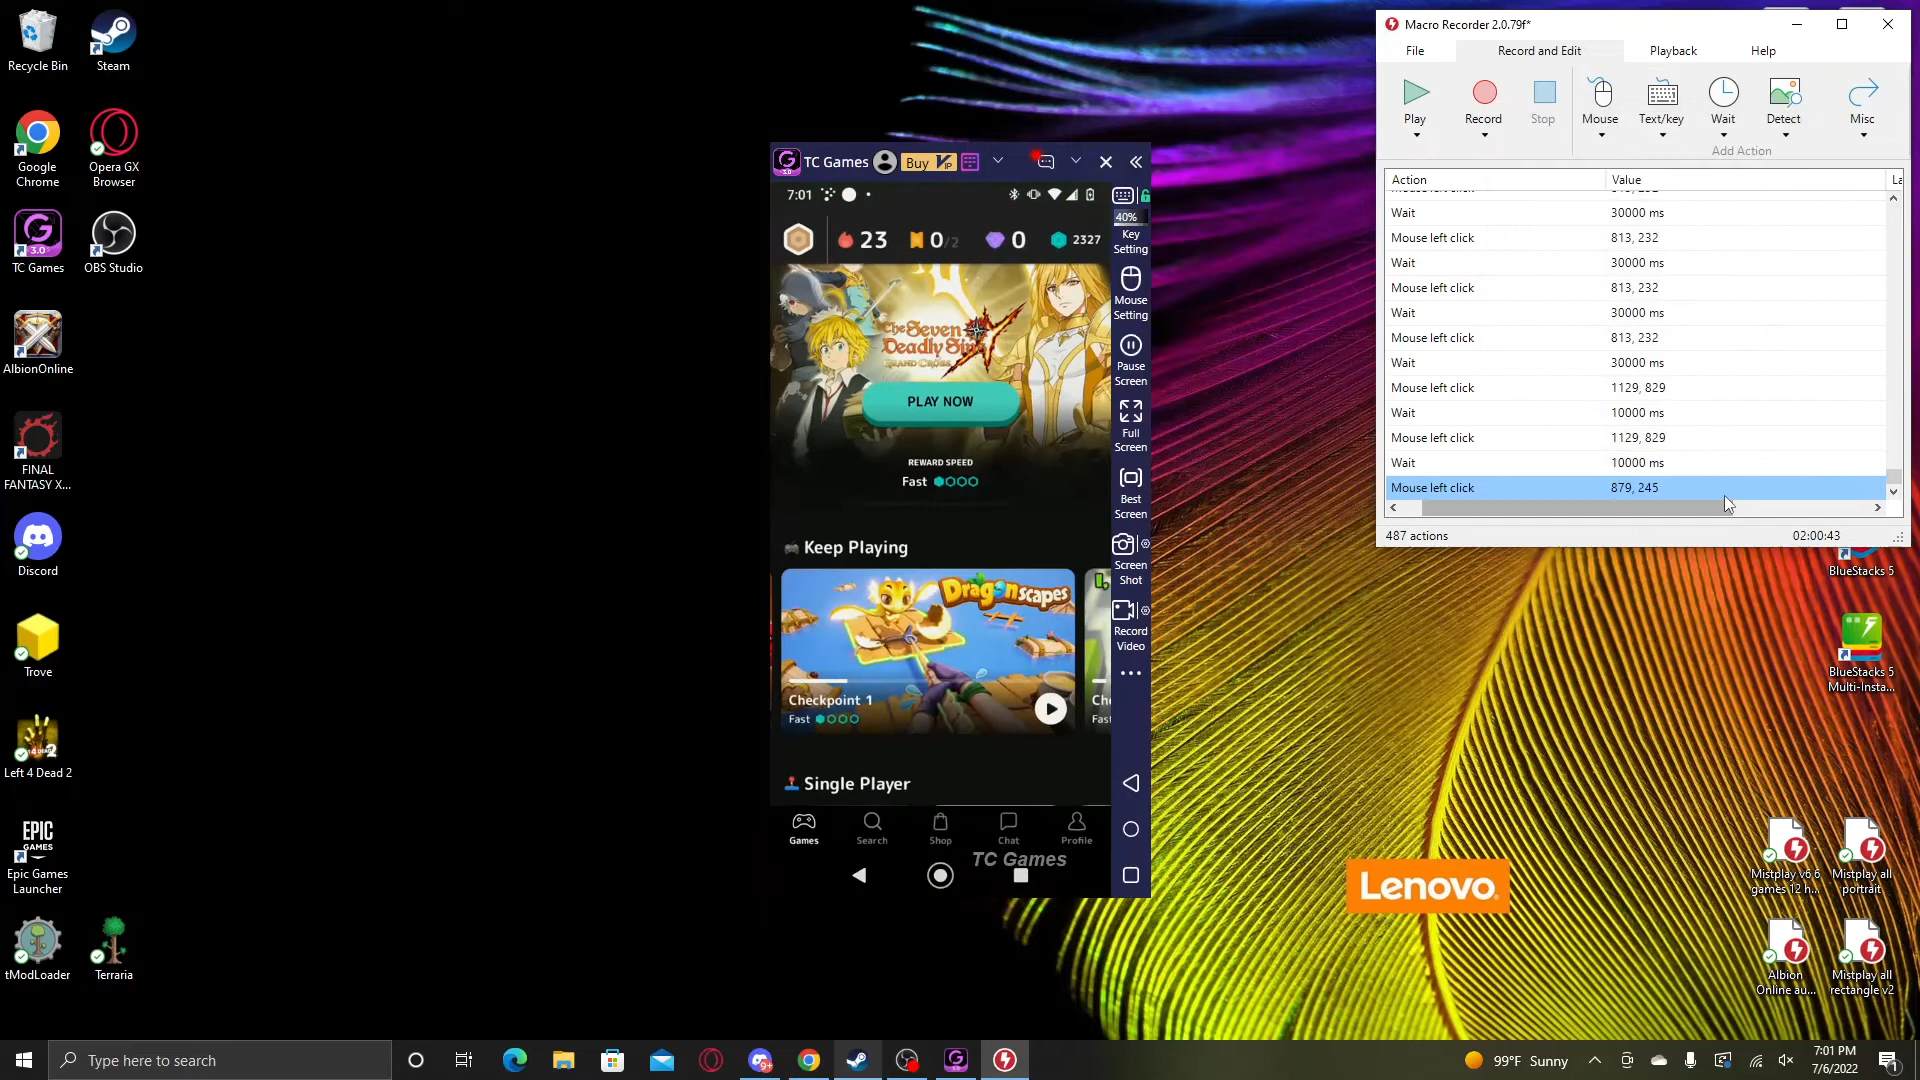 Recycle Bin
Steam
Google
Chrome
Opera GX
Browser
3.0
TC Games
OBS Studio
AlbionOnline
FINAL
FANTASY X...
Discord
Trove
Left 4 Dead 2
EPIC
GAMES
Epic Games
Launcher
tModLoader
Terraria
TC Games
Buy VIP
7:01
23
0/2
0
2327
The Seven
Deadly Sins
GRAND CROSS
PLAY NOW
REWARD SPEED
Fast
Keep Playing
Dragonscapes
Checkpoint 1
Fast
Ch
Fast
Single Player
Games
Search
Shop
Chat
Profile
TC Games
40%
Key
Setting
Mouse
Setting
Pause
Screen
Full
Screen
Best
Screen
Screen
Shot
Record
Video
Macro Recorder 2.0.79f*
File
Record and Edit
Playback
Help
Play
Record
Stop
Mouse
Text/key
Wait
Detect
Misc
Add Action
Action
Value
La
Wait
30000 ms
Mouse left click
813, 232
Wait
30000 ms
Mouse left click
813, 232
Wait
30000 ms
Mouse left click
813, 232
Wait
30000 ms
Mouse left click
1129, 829
Wait
10000 ms
Mouse left click
1129, 829
Wait
10000 ms
Mouse left click
879, 245
487 actions
02:00:43
BlueStacks 5
BlueStacks 5
Multi-Insta...
Lenovo
Mistplay v6 6
games 12 h...
Mistplay all
portrait
Albion
Online au...
Mistplay all
rectangle v2
Type here to search
9+
99°F Sunny
7:01 PM
7/6/2022
1